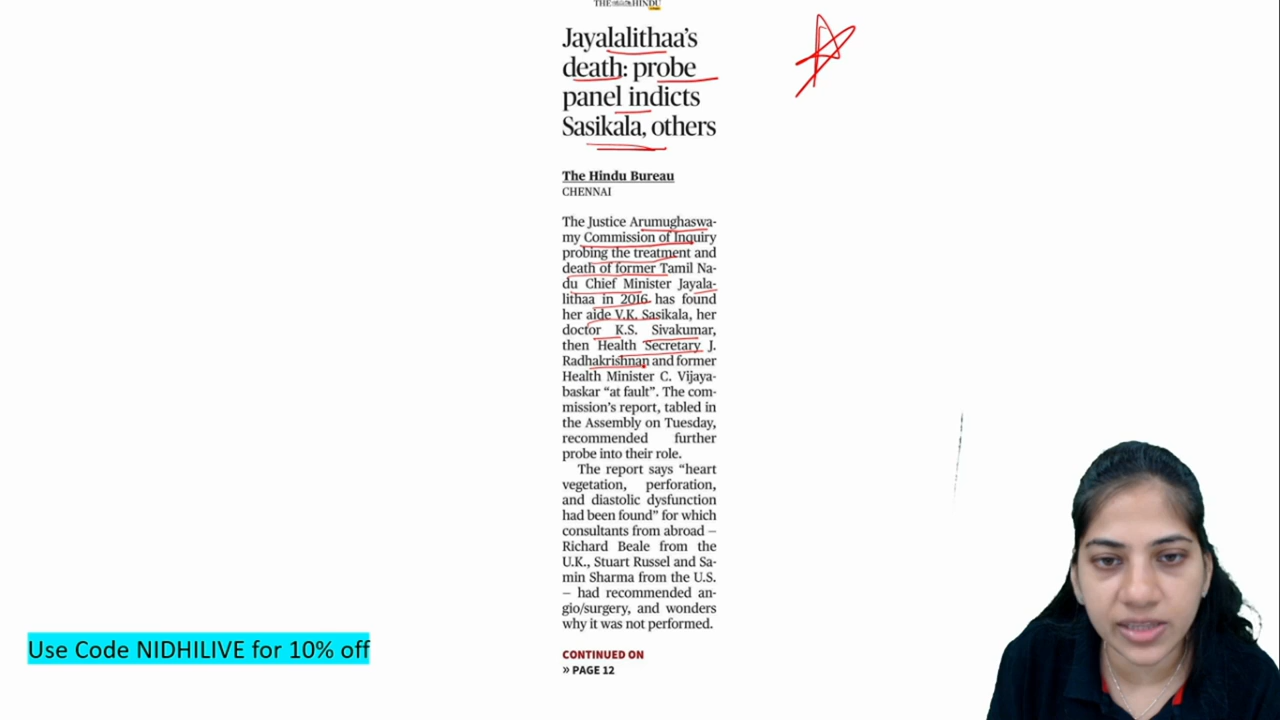 THE HINDU
Jayalalithaa’s
death: probe
panel indicts
Sasikala, others
The Hindu Bureau
CHENNAI
The Justice Arumughaswa-
my Commission of Inquiry
probing the treatment and
death of former Tamil Na-
du Chief Minister Jayala-
lithaa in 2016 has found
her aide V.K. Sasikala, her
doctor K.S. Sivakumar,
then Health Secretary J.
Radhakrishnan and former
Health Minister C. Vijaya-
baskar “at fault”. The com-
mission’s report, tabled in
the Assembly on Tuesday,
recommended further
probe into their role.
The report says “heart
vegetation, perforation,
and diastolic dysfunction
had been found” for which
consultants from abroad –
Richard Beale from the
U.K., Stuart Russel and Sa-
min Sharma from the U.S.
– had recommended an-
gio/surgery, and wonders
why it was not performed.
CONTINUED ON
» PAGE 12
Use Code NIDHILIVE for 10% off